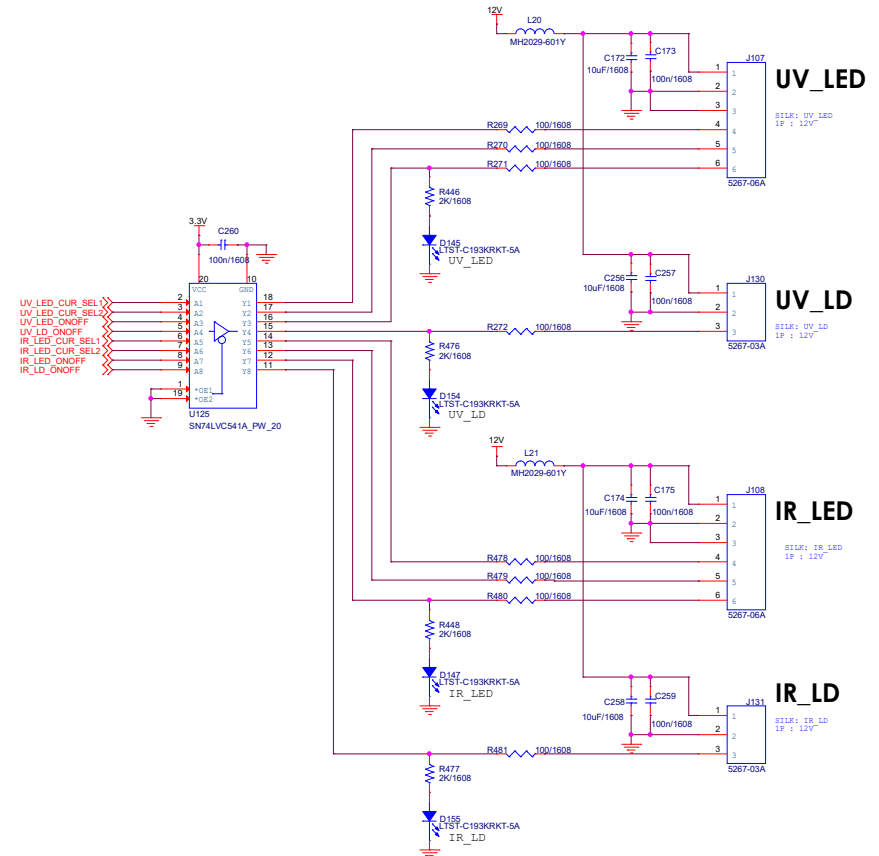 12V
L20
MH2029-601Y
C172
10uF/1608
C173
100n/1608
J107
1 1
2 2
3 3
4 4
5 5
6 6
5267-06A
UV_LED
SILK: UV_LED
1P : 12V
R269 100/1608
R270 100/1608
R271 100/1608
R446
2K/1608
D145
LTST-C193KRKT-5A
UV_LED
3.3V
C260
100n/1608
20 10
VCC GND
UV_LED_CUR_SEL1 2 A1 Y1 18
UV_LED_CUR_SEL2 3 A2 Y2 17
UV_LED_ONOFF 4 A3 Y3 16
UV_LD_ONOFF 5 A4 Y4 15
IR_LED_CUR_SEL1 6 A5 Y5 14
IR_LED_CUR_SEL2 7 A6 Y6 13
IR_LED_ONOFF 8 A7 Y7 12
IR_LD_ONOFF 9 A8 Y8 11
1 *OE1
19 *OE2
U125
SN74LVC541A_PW_20
C256
10uF/1608
C257
100n/1608
J130
1 1
2 2
3 3
5267-03A
UV_LD
SILK: UV_LD
1P : 12V
R272 100/1608
R476
2K/1608
D154
LTST-C193KRKT-5A
UV_LD
12V
L21
MH2029-601Y
C174
10uF/1608
C175
100n/1608
J108
1 1
2 2
3 3
4 4
5 5
6 6
5267-06A
IR_LED
SILK: IR_LED
1P : 12V
R478 100/1608
R479 100/1608
R480 100/1608
R448
2K/1608
D147
LTST-C193KRKT-5A
IR_LED
C258
10uF/1608
C259
100n/1608
J131
1 1
2 2
3 3
5267-03A
IR_LD
SILK: IR_LD
1P : 12V
R481 100/1608
R477
2K/1608
D155
LTST-C193KRKT-5A
IR_LD